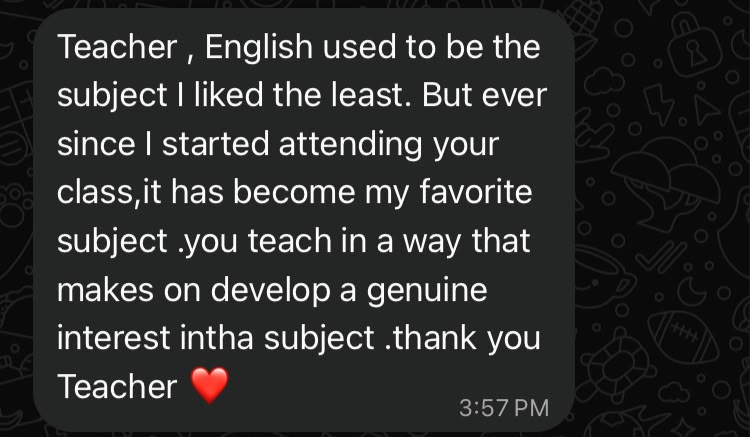 Teacher , English used to be the
subject I liked the least. But ever
since I started attending your
class,it has become my favorite
subject .you teach in a way that
makes on develop a genuine
interest intha subject .thank you
Teacher ❤️
3:57 PM